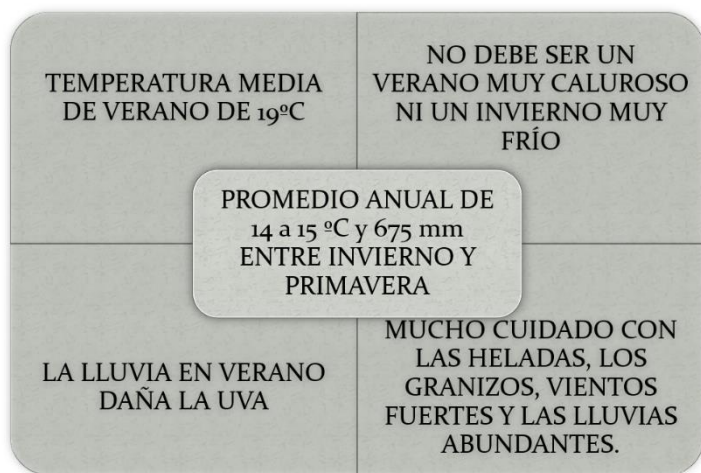 TEMPERATURA MEDIA
DE VERANO DE 19ºC
NO DEBE SER UN
VERANO MUY CALUROSO
NI UN INVIERNO MUY
FRÍO
PROMEDIO ANUAL DE
14 a 15 ºC y 675 mm
ENTRE INVIERNO Y
PRIMAVERA
LA LLUVIA EN VERANO
DAÑA LA UVA
MUCHO CUIDADO CON
LAS HELADAS, LOS
GRANIZOS, VIENTOS
FUERTES Y LAS LLUVIAS
ABUNDANTES.